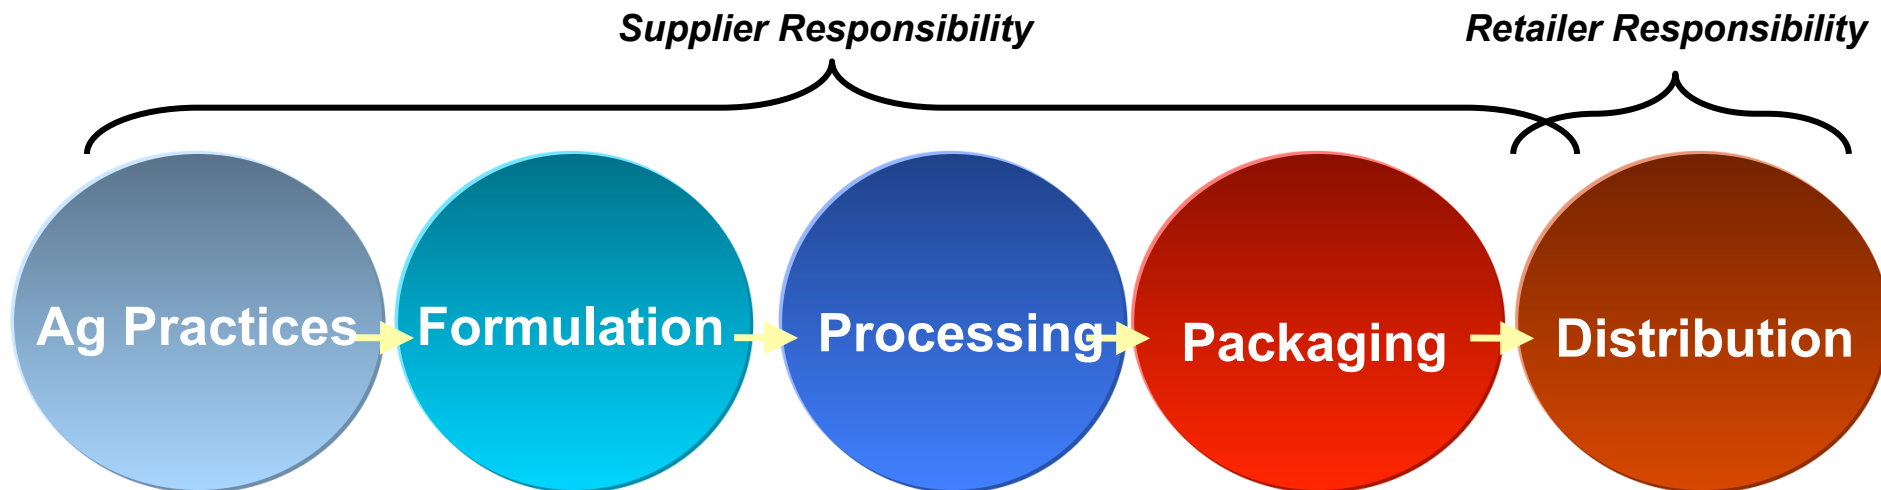 Supplier Responsibility
Retailer Responsibility
Ag Practices
Formulation
Processing
Packaging
Distribution